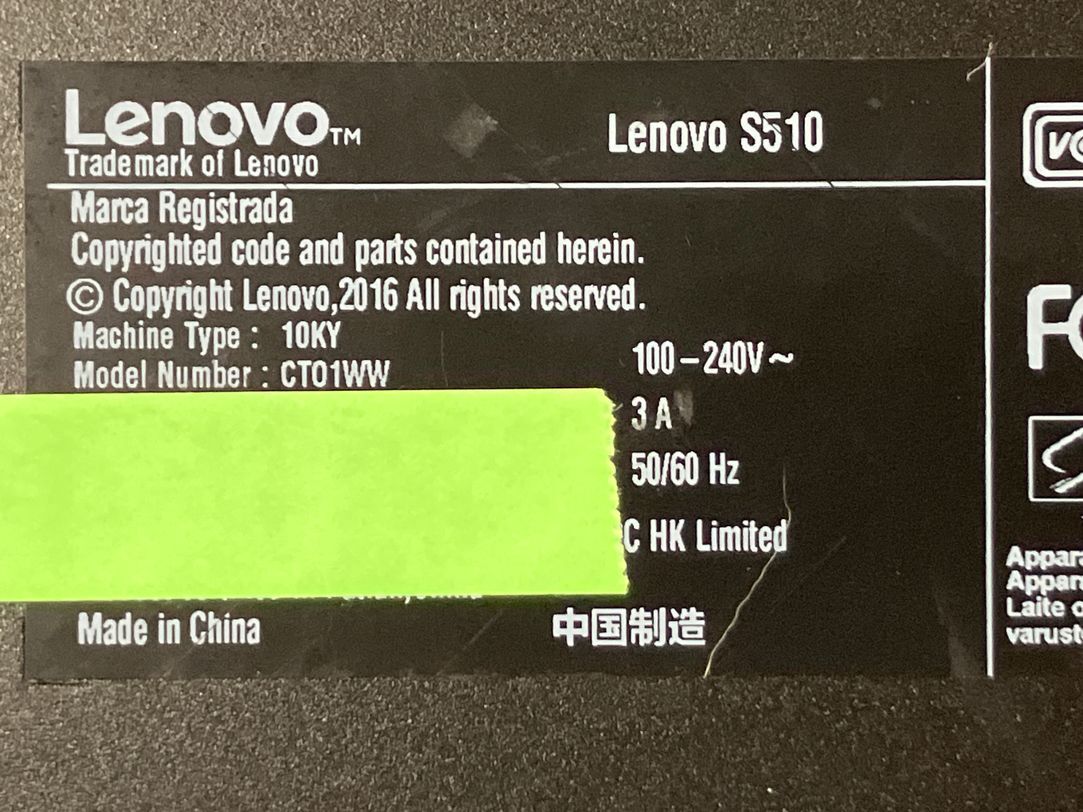 Lenovo™
Trademark of Lenovo
Lenovo S510
Marca Registrada
Copyrighted code and parts contained herein.
© Copyright Lenovo,2016 All rights reserved.
Machine Type : 10KY
Model Number : CTO1WW
100-240V~
3 A
50/60 Hz
C HK Limited
Made in China
中国制造
Laite